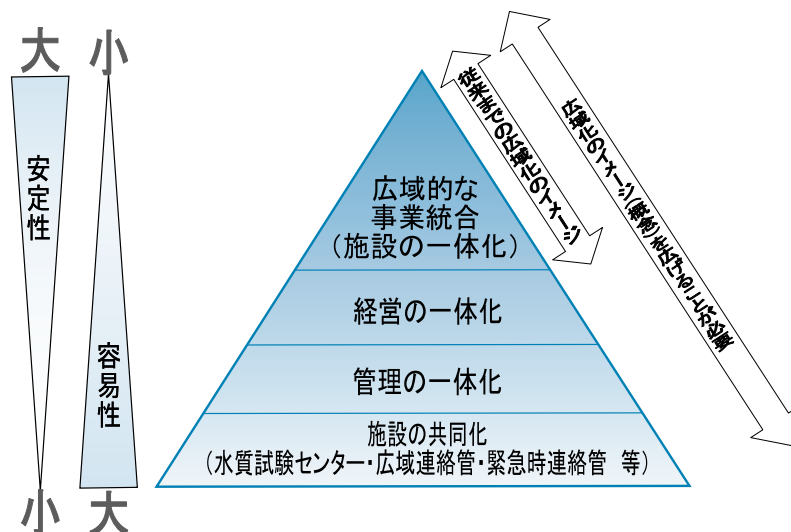 大
小
安定性
容易性
小
大
広域的な
事業統合
（施設の一体化）
経営の一体化
管理の一体化
施設の共同化
（水質試験センター・広域連絡管・緊急時連絡管　等）
従来までの広域化のイメージ
広域化のイメージ（概念）を広げることが必要